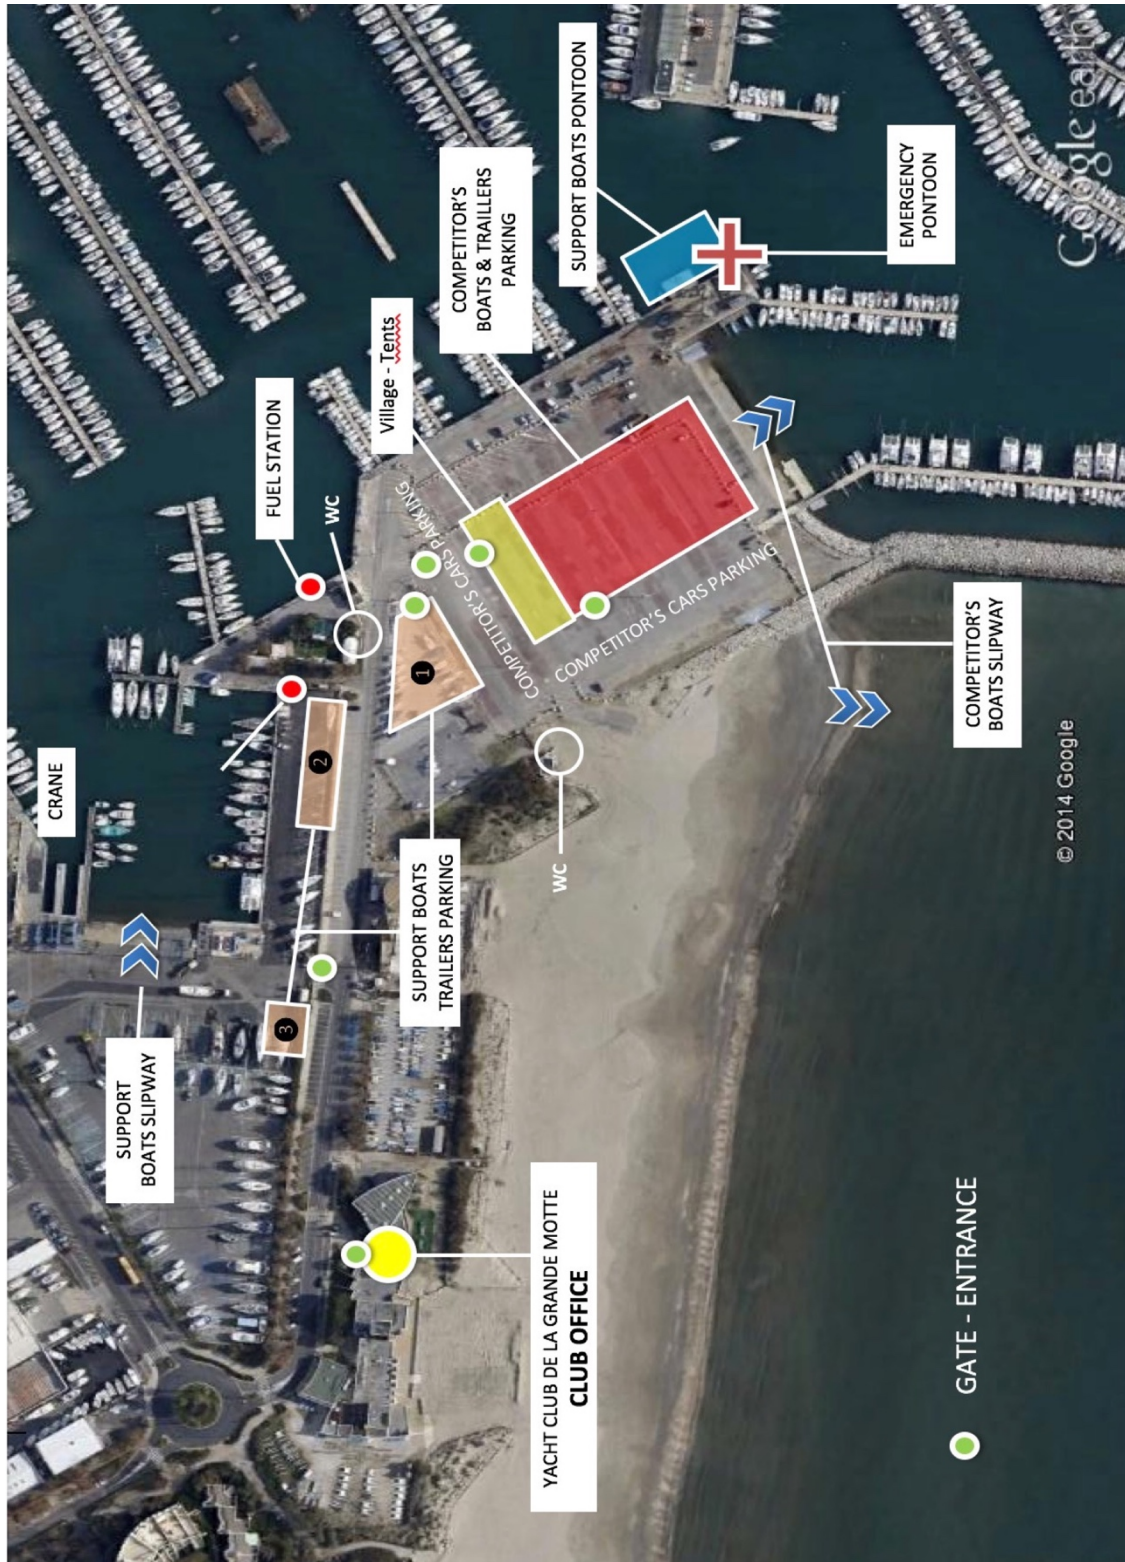 SUPPORT
BOATS SLIPWAY
CRANE
FUEL STATION
WC
Village - Tents
COMPETITOR'S
BOATS & TRAILLERS
PARKING
SUPPORT BOATS PONTOON
3
2
1
SUPPORT BOATS
TRAILERS PARKING
COMPETITOR'S CARS PARKING
COMPETITOR'S CARS PARKING
WC
EMERGENCY
PONTOON
YACHT CLUB DE LA GRANDE MOTTE
CLUB OFFICE
COMPETITOR'S
BOATS SLIPWAY
GATE - ENTRANCE
© 2014 Google
Google earth